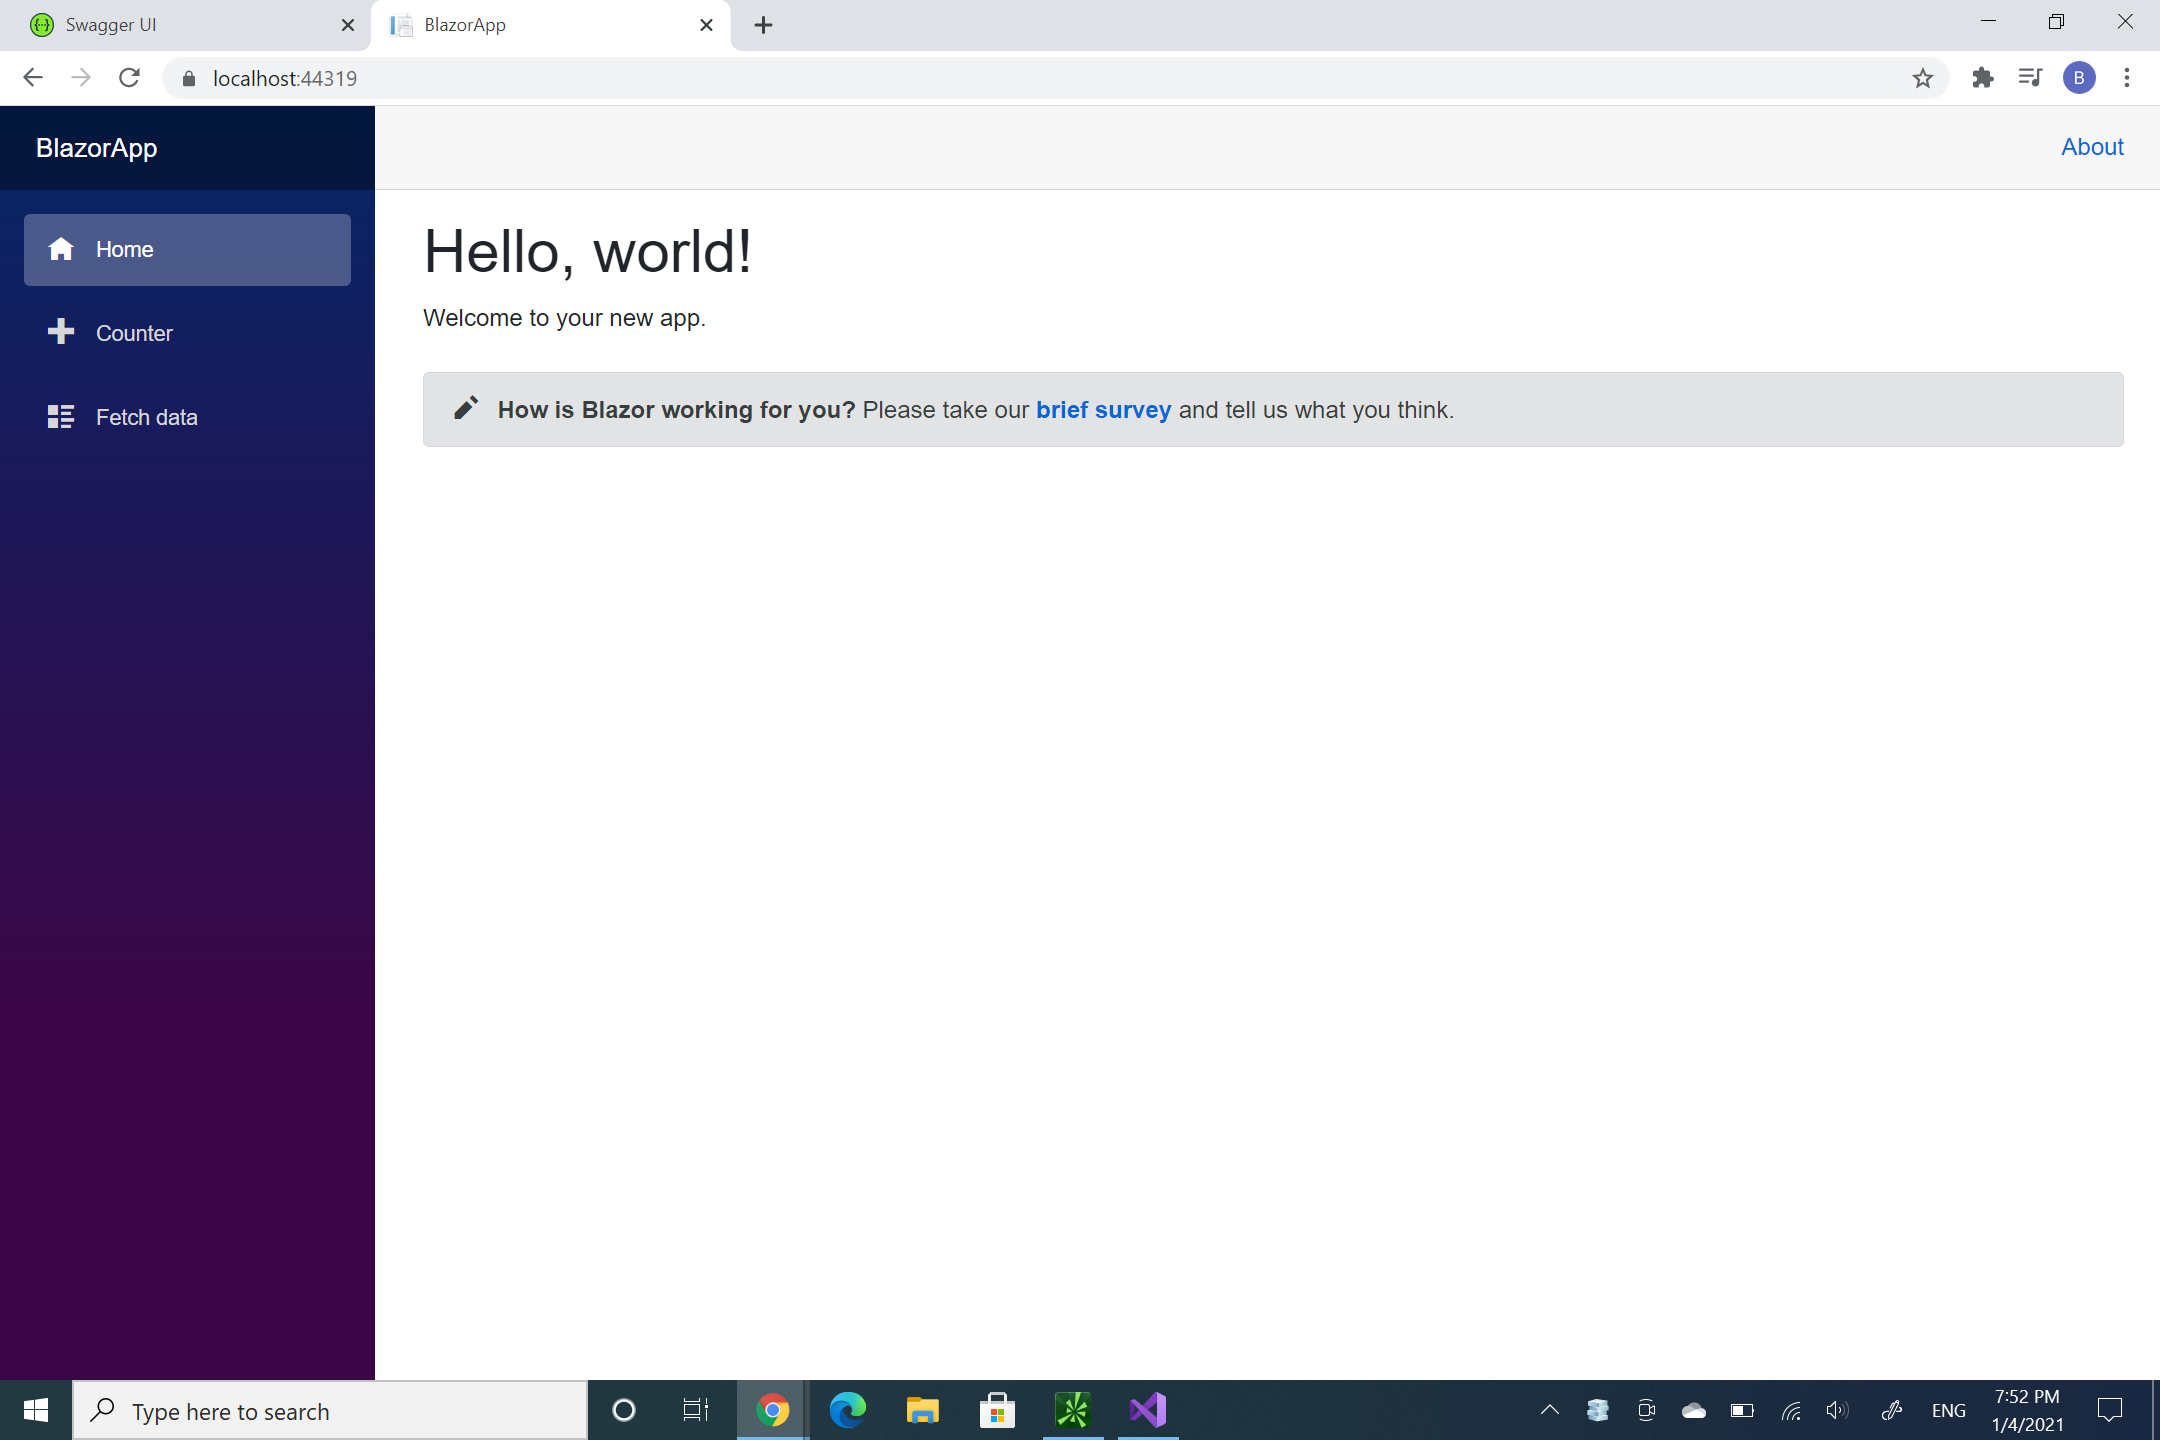 Swagger UI
BlazorApp
localhost:44319
B
BlazorApp
About
Home
Counter
Fetch data
Hello, world!
Welcome to your new app.
How is Blazor working for you? Please take our brief survey and tell us what you think.
Type here to search
ENG
7:52 PM
1/4/2021